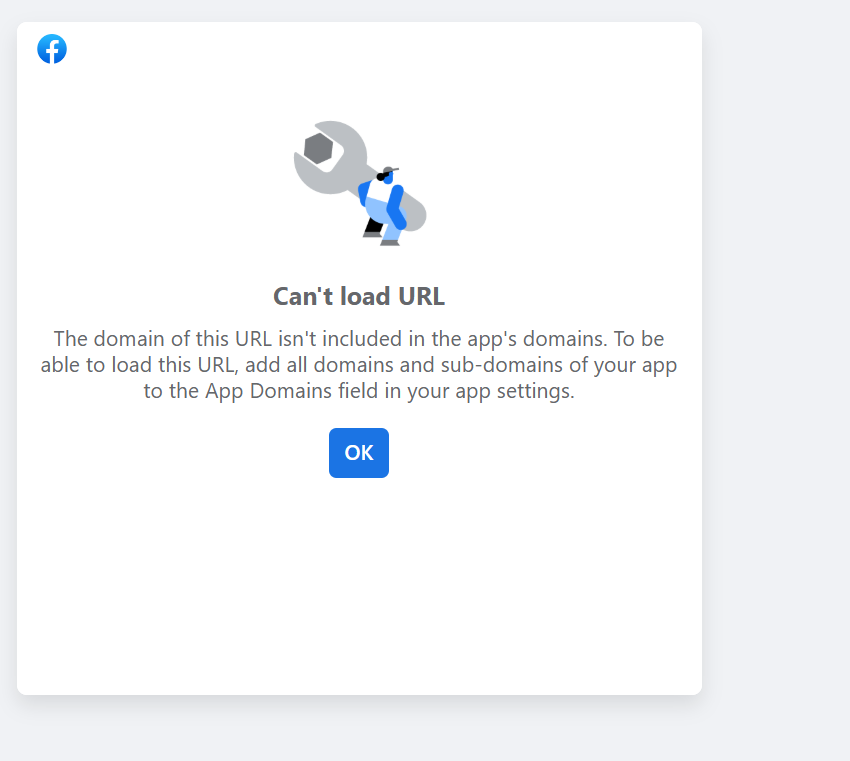 Can't load URL
The domain of this URL isn't included in the app's domains. To be
able to load this URL, add all domains and sub-domains of your app
to the App Domains field in your app settings.
OK